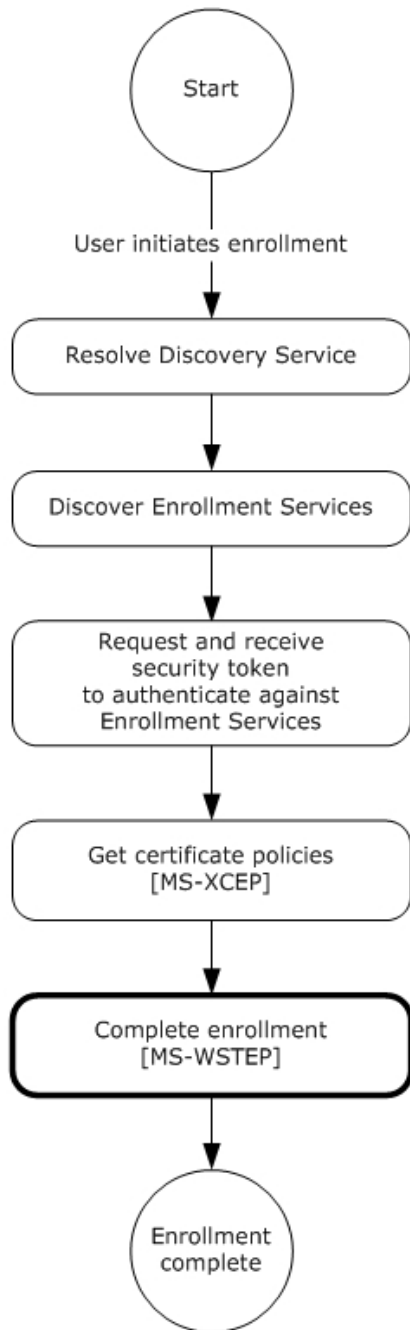 Start
User initiates enrollment
Resolve Discovery Service
Discover Enrollment Services
Request and receive
security token
to authenticate against
Enrollment Services
Get certificate policies
[MS-XCEP]
Complete enrollment
[MS-WSTEP]
Enrollment
complete